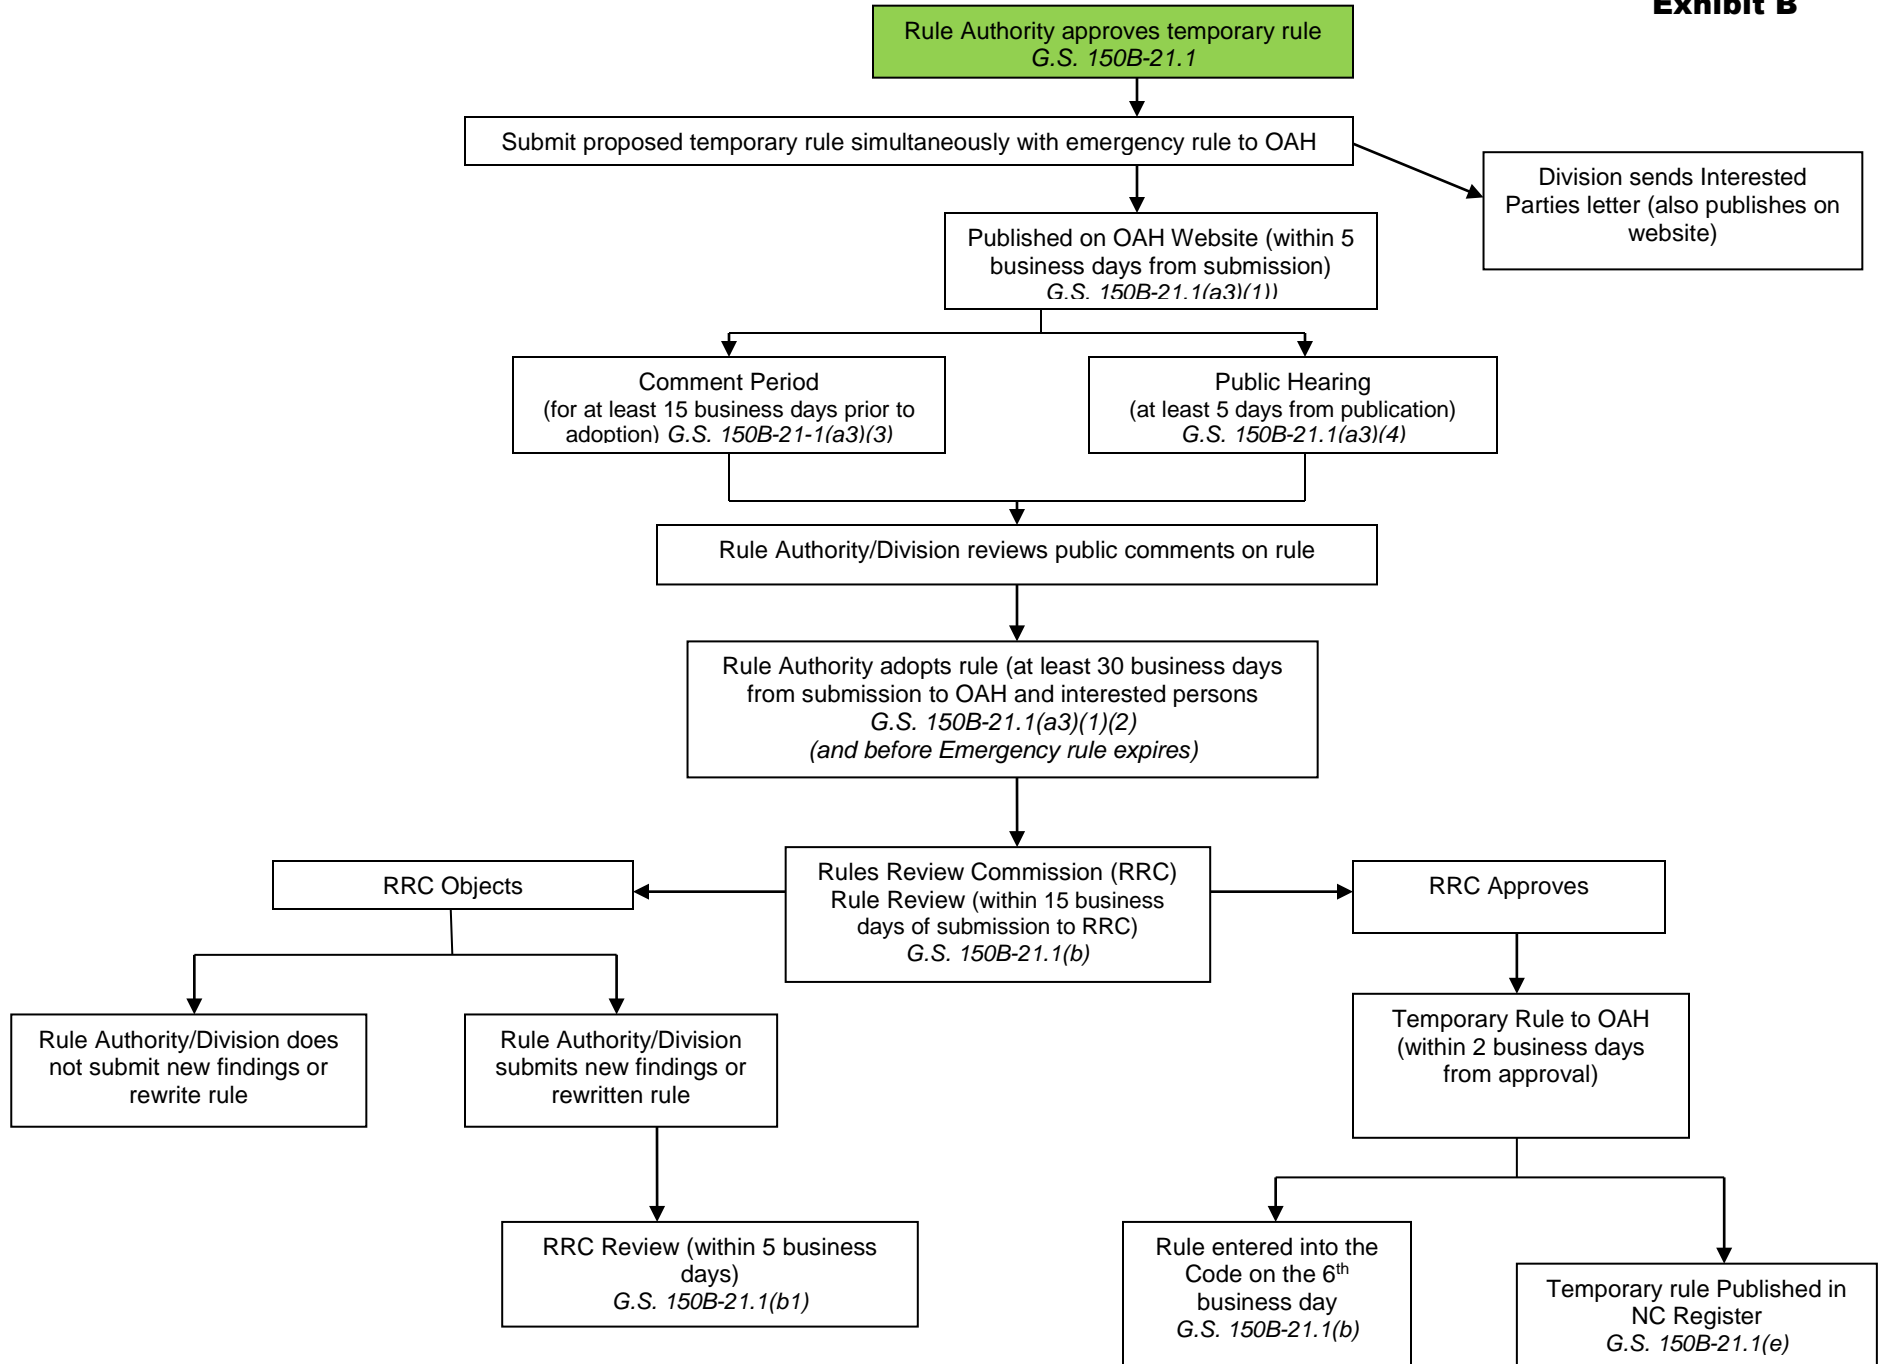 Exhibit B
Rule Authority approves temporary rule
G.S. 150B-21.1
Submit proposed temporary rule simultaneously with emergency rule to OAH
Division sends Interested
Parties letter (also publishes on
website)
Published on OAH Website (within 5
business days from submission)
G.S. 150B-21.1(a3)(1))
Comment Period
(for at least 15 business days prior to
adoption) G.S. 150B-21-1(a3)(3)
Public Hearing
(at least 5 days from publication)
G.S. 150B-21.1(a3)(4)
Rule Authority/Division reviews public comments on rule
Rule Authority adopts rule (at least 30 business days
from submission to OAH and interested persons
G.S. 150B-21.1(a3)(1)(2)
(and before Emergency rule expires)
RRC Objects
Rules Review Commission (RRC)
Rule Review (within 15 business
days of submission to RRC)
G.S. 150B-21.1(b)
RRC Approves
Rule Authority/Division does
not submit new findings or
rewrite rule
Rule Authority/Division
submits new findings or
rewritten rule
Temporary Rule to OAH
(within 2 business days
from approval)
RRC Review (within 5 business
days)
G.S. 150B-21.1(b1)
Rule entered into the
Code on the 6th
business day
G.S. 150B-21.1(b)
Temporary rule Published in
NC Register
G.S. 150B-21.1(e)